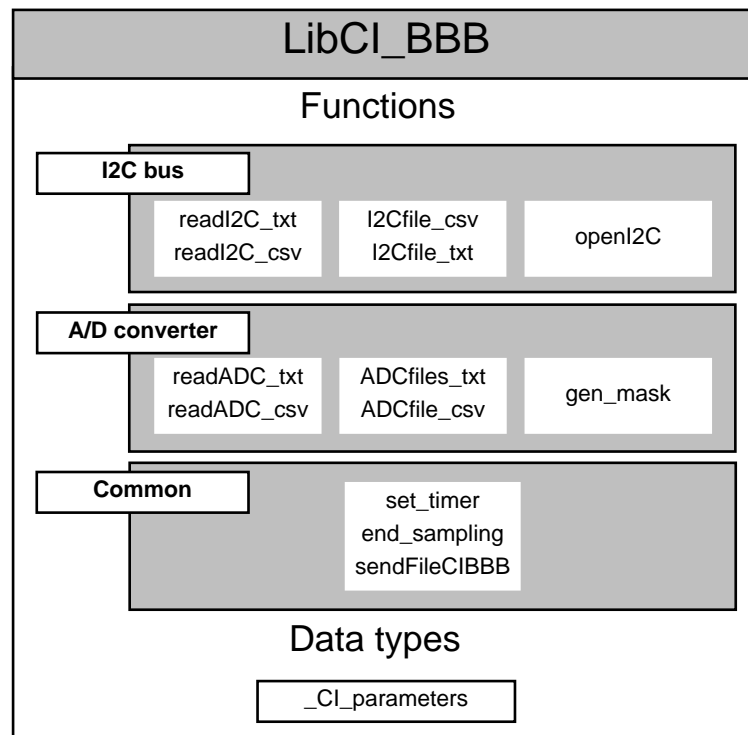 LibCI_BBB
Functions
I2C bus
readI2C_txt
readI2C_csv
I2Cfile_csv
I2Cfile_txt
openI2C
A/D converter
readADC_txt
readADC_csv
ADCfiles_txt
ADCfile_csv
gen_mask
Common
set_timer
end_sampling
sendFileCIBBB
Data types
_CI_parameters